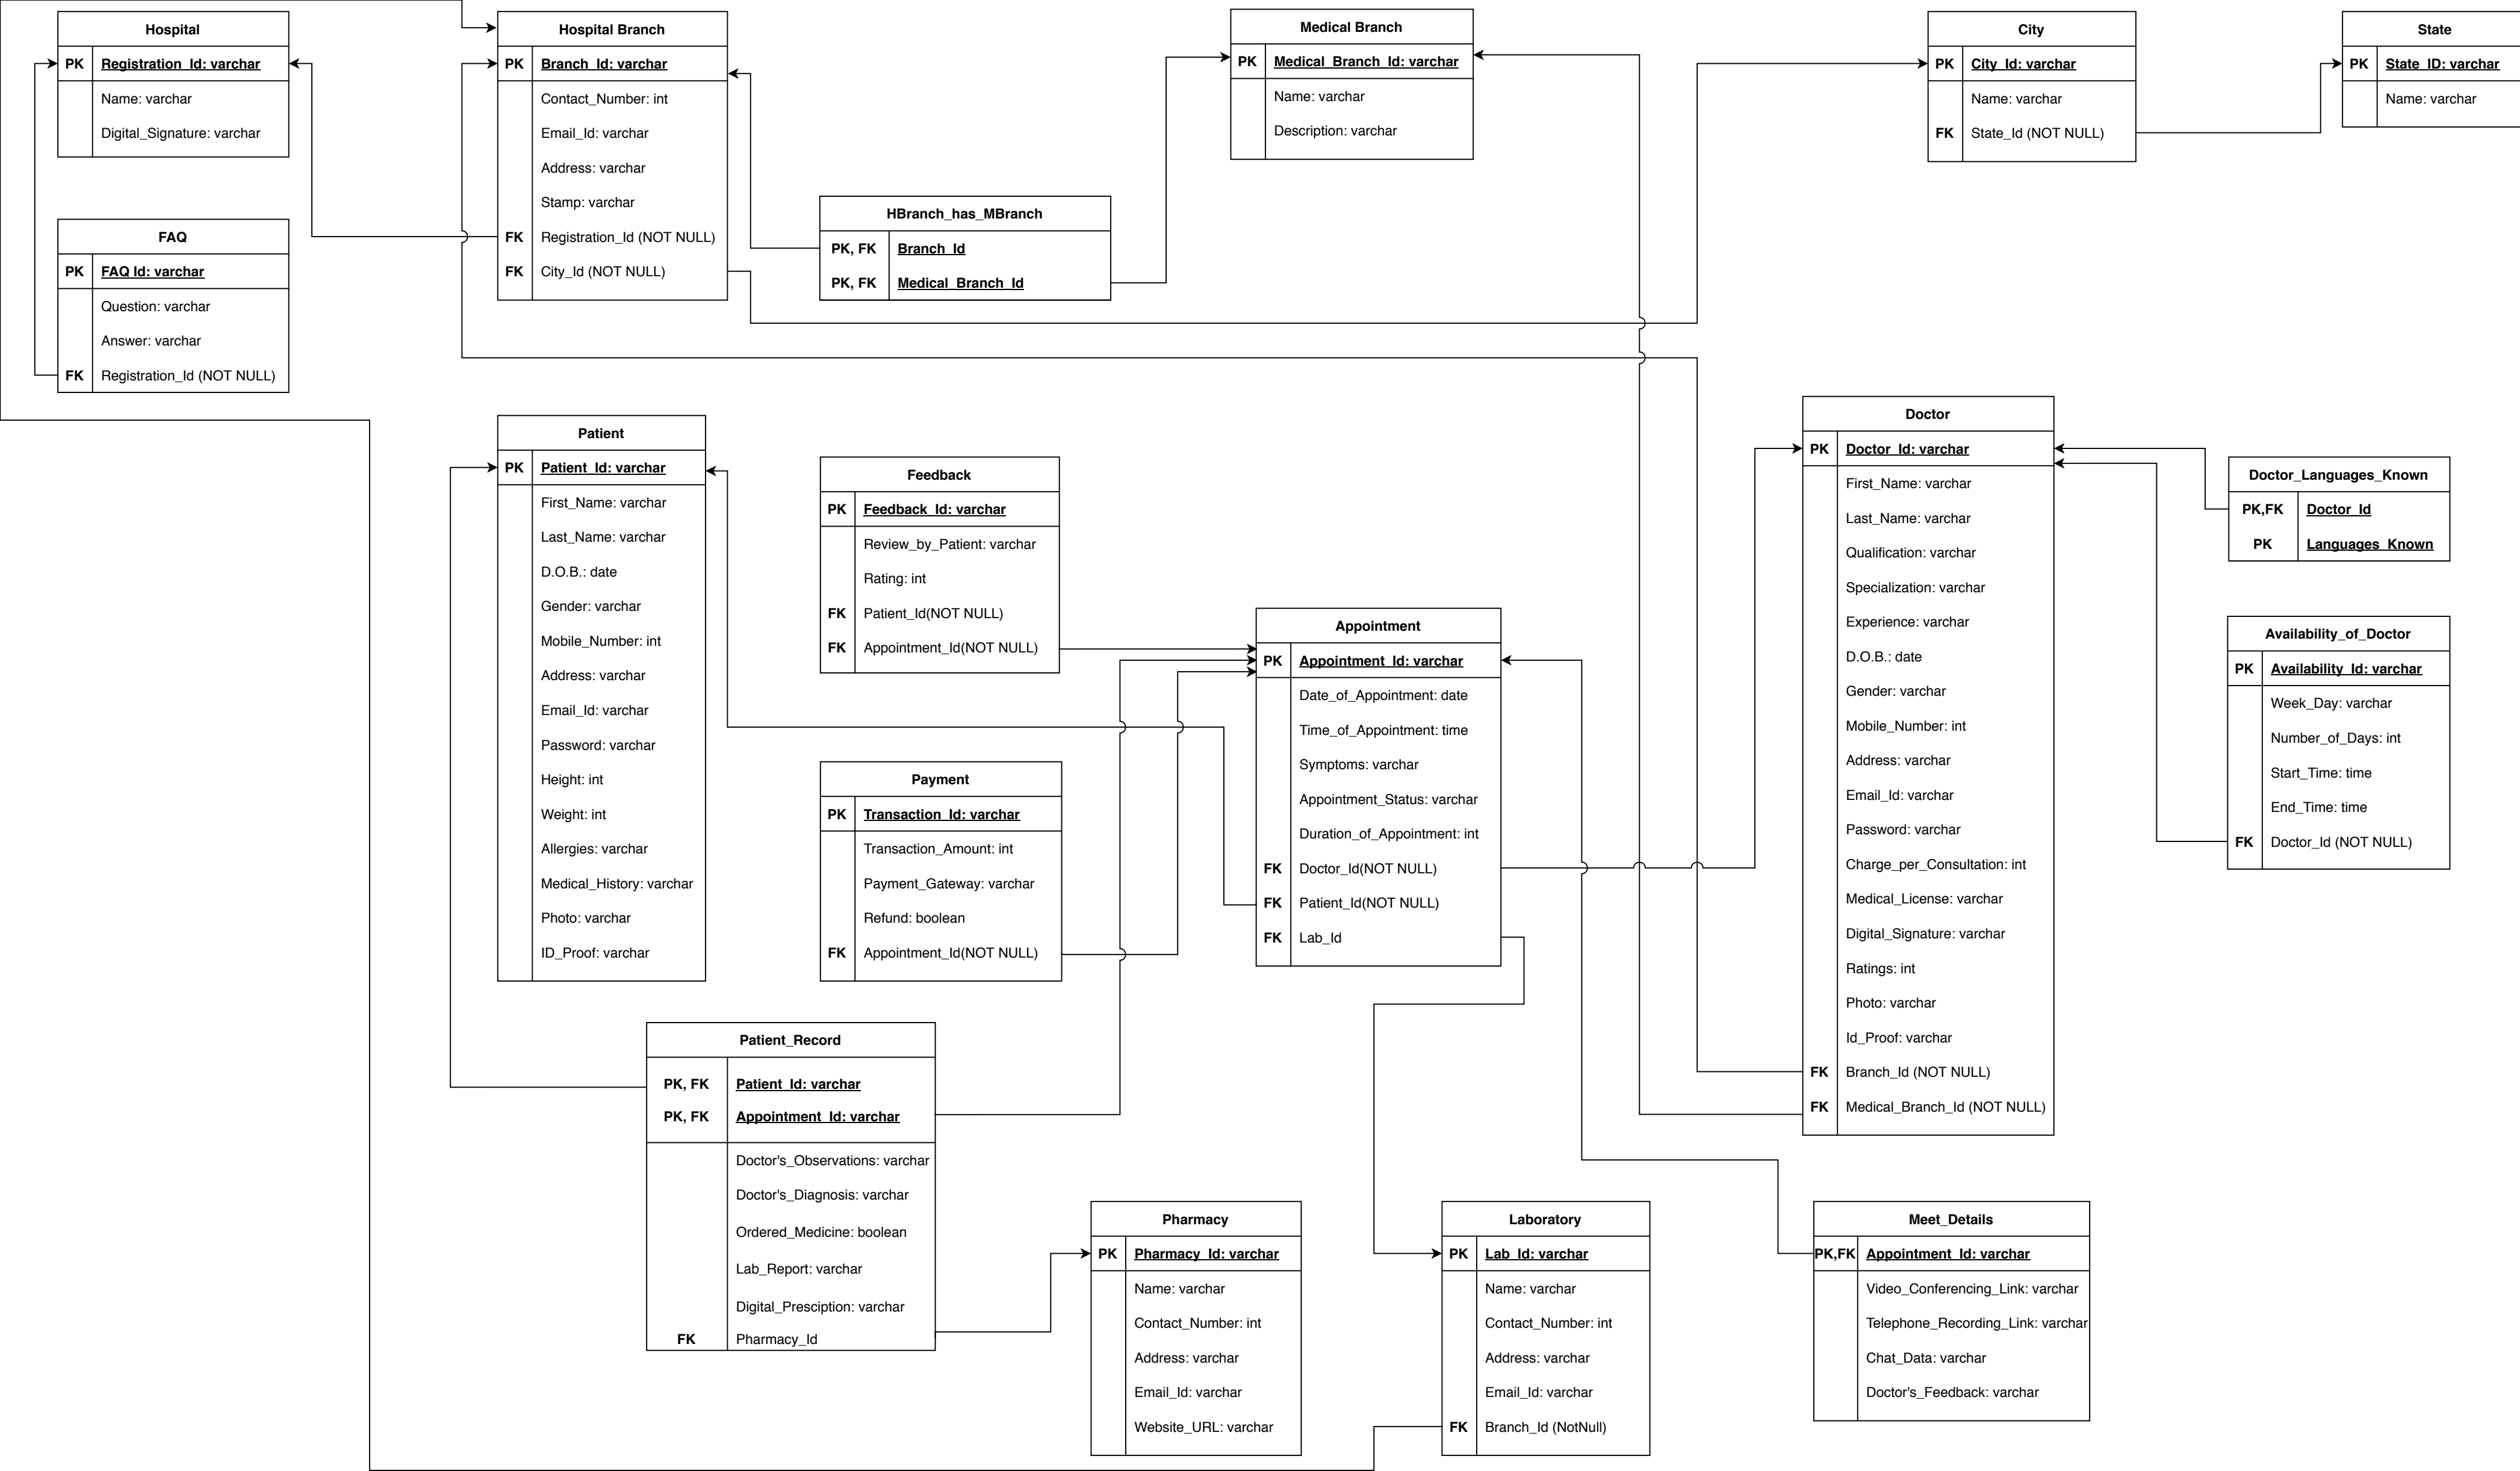 Hospital
PK Registration_Id: varchar
Name: varchar
Digital_Signature: varchar
Hospital Branch
PK Branch_Id: varchar
Contact_Number: int
Email_Id: varchar
Address: varchar
Stamp: varchar
FK Registration_Id (NOT NULL)
FK City_Id (NOT NULL)
Medical Branch
PK Medical_Branch_Id: varchar
Name: varchar
Description: varchar
City
PK City_Id: varchar
Name: varchar
FK State_Id (NOT NULL)
State
PK State_ID: varchar
Name: varchar
FAQ
PK FAQ Id: varchar
Question: varchar
Answer: varchar
FK Registration_Id (NOT NULL)
HBranch_has_MBranch
PK, FK Branch_Id
PK, FK Medical_Branch_Id
Patient
PK Patient_Id: varchar
First_Name: varchar
Last_Name: varchar
D.O.B.: date
Gender: varchar
Mobile_Number: int
Address: varchar
Email_Id: varchar
Password: varchar
Height: int
Weight: int
Allergies: varchar
Medical_History: varchar
Photo: varchar
ID_Proof: varchar
Feedback
PK Feedback_Id: varchar
Review_by_Patient: varchar
Rating: int
FK Patient_Id(NOT NULL)
FK Appointment_Id(NOT NULL)
Payment
PK Transaction_Id: varchar
Transaction_Amount: int
Payment_Gateway: varchar
Refund: boolean
FK Appointment_Id(NOT NULL)
Appointment
PK Appointment_Id: varchar
Date_of_Appointment: date
Time_of_Appointment: time
Symptoms: varchar
Appointment_Status: varchar
Duration_of_Appointment: int
FK Doctor_Id(NOT NULL)
FK Patient_Id(NOT NULL)
FK Lab_Id
Doctor
PK Doctor_Id: varchar
First_Name: varchar
Last_Name: varchar
Qualification: varchar
Specialization: varchar
Experience: varchar
D.O.B.: date
Gender: varchar
Mobile_Number: int
Address: varchar
Email_Id: varchar
Password: varchar
Charge_per_Consultation: int
Medical_License: varchar
Digital_Signature: varchar
Ratings: int
Photo: varchar
Id_Proof: varchar
FK Branch_Id (NOT NULL)
FK Medical_Branch_Id (NOT NULL)
Doctor_Languages_Known
PK,FK Doctor_Id
PK Languages_Known
Availability_of_Doctor
PK Availability_Id: varchar
Week_Day: varchar
Number_of_Days: int
Start_Time: time
End_Time: time
FK Doctor_Id (NOT NULL)
Patient_Record
PK, FK Patient_Id: varchar
PK, FK Appointment_Id: varchar
Doctor's_Observations: varchar
Doctor's_Diagnosis: varchar
Ordered_Medicine: boolean
Lab_Report: varchar
Digital_Presciption: varchar
FK Pharmacy_Id
Pharmacy
PK Pharmacy_Id: varchar
Name: varchar
Contact_Number: int
Address: varchar
Email_Id: varchar
Website_URL: varchar
Laboratory
PK Lab_Id: varchar
Name: varchar
Contact_Number: int
Address: varchar
Email_Id: varchar
FK Branch_Id (NotNull)
Meet_Details
PK,FK Appointment_Id: varchar
Video_Conferencing_Link: varchar
Telephone_Recording_Link: varchar
Chat_Data: varchar
Doctor's_Feedback: varchar